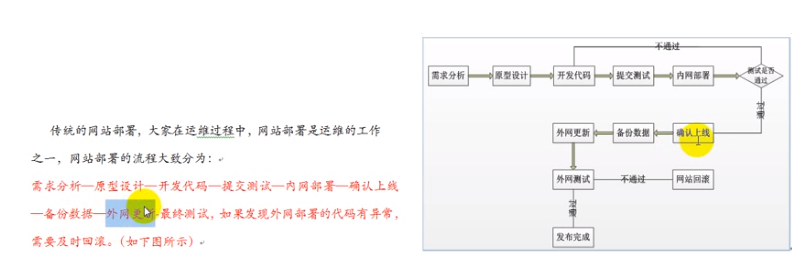 传统的网站部署，大家在运维过程中，网站部署是运维的工作
之一，网站部署的流程大致分为：
需求分析—原型设计—开发代码—提交测试—内网部署—确认上线
—备份数据—外网更新-最终测试，如果发现外网部署的代码有异常，
需要及时回滚。（如下图所示）
不通过
需求分析
原型设计
开发代码
提交测试
内网部署
测试是否
通过
通过
外网更新
备份数据
确认上线
外网测试
不通过
网站回滚
通过
发布完成